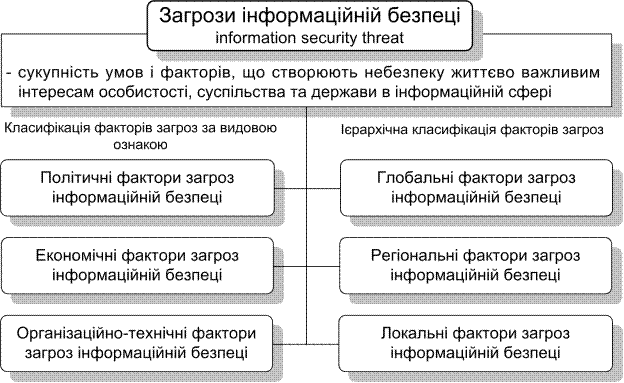 Загрози інформаційній безпеці
information security threat
- сукупність умов і факторів, що створюють небезпеку життєво важливим
інтересам особистості, суспільства та держави в інформаційній сфері
Класифікація факторів загроз за видовою
ознакою
Політичні фактори загроз
інформаційній безпеці
Економічні фактори загроз
інформаційній безпеці
Організаційно-технічні фактори
загроз інформаційній безпеці
Ієрархічна класифікація факторів загроз
Глобальні фактори загроз
інформаційній безпеці
Регіональні фактори загроз
інформаційній безпеці
Локальні фактори загроз
інформаційній безпеці